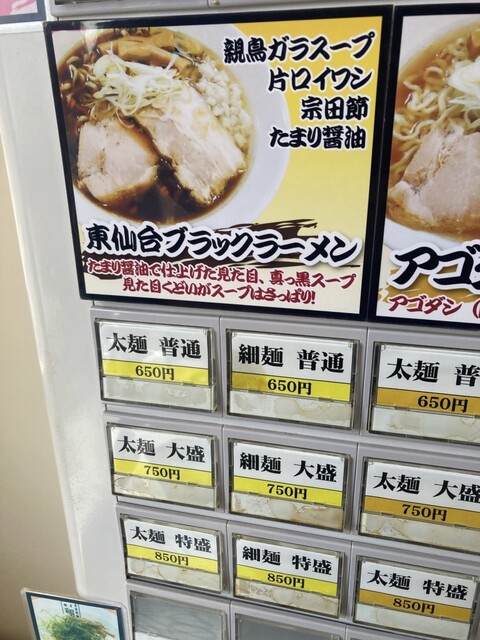 親鳥ガラスープ
片口イワシ
宗田節
たまり醤油
東仙台ブラックラーメン
たまり醤油で仕上げた見た目、真っ黒スープ
見た目くどいがスープはさっぱり!
アゴ
アゴダシ(
太麺 普通
650円
細麺 普通
650円
太麺 普
650円
太麺 大盛
750円
細麺 大盛
750円
太麺 大盛
750円
太麺 特盛
850円
細麺 特盛
850円
太麺 特盛
850円